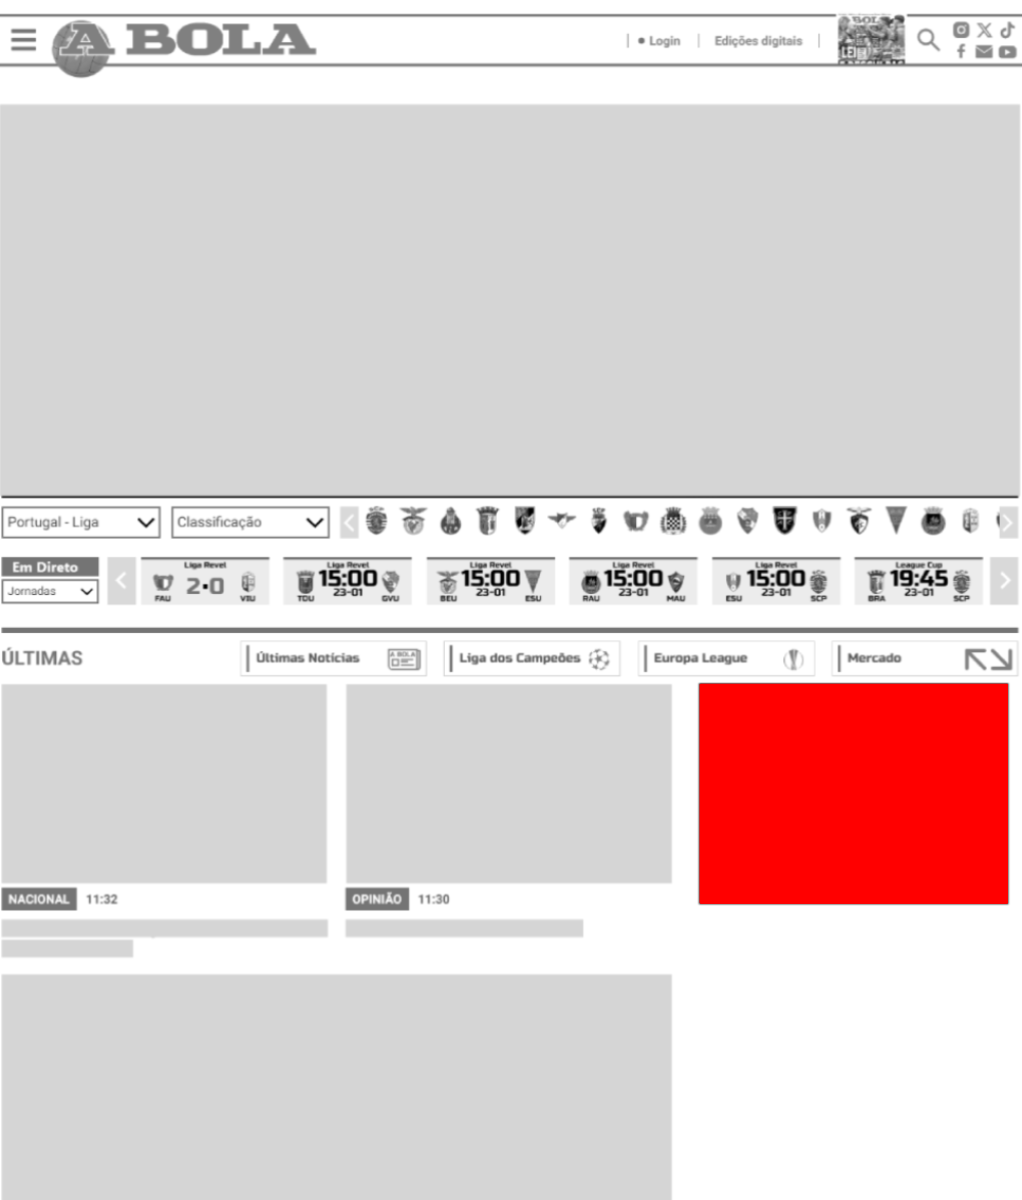 A BOLA
Login
Edições digitais
Portugal - Liga
Classificação
Em Direto
Jornadas
Liga Revel
2-0
FAU VIU
Liga Revel
15:00
23-01
TOU GVU
Liga Revel
15:00
23-01
BEU ESU
Liga Revel
15:00
23-01
RAU MAU
Liga Revel
15:00
23-01
ESU SCP
League Cup
19:45
23-01
BRA SCP
ÚLTIMAS
Últimas Notícias
A BOLA
Liga dos Campeões
Europa League
Mercado
NACIONAL 11:32
OPINIÃO 11:30